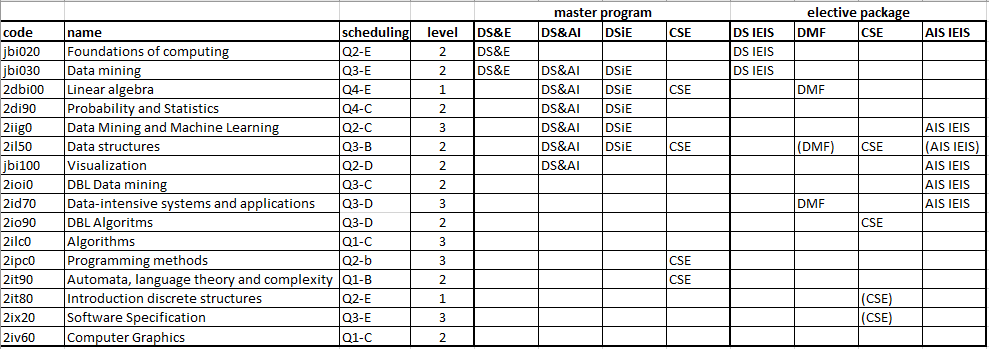 master program elective package
code name scheduling level DS&E DS&AI DSiE CSE DS IEIS DMF CSE AIS IEIS
jbi020 Foundations of computing Q2-E 2 DS&E DS IEIS
jbi030 Data mining Q3-E 2 DS&E DS&AI DSiE DS IEIS
2dbi00 Linear algebra Q4-E 1 DS&AI DSiE CSE DMF
2di90 Probability and Statistics Q4-C 2 DS&AI DSiE
2iig0 Data Mining and Machine Learning Q2-C 3 DS&AI DSiE AIS IEIS
2il50 Data structures Q3-B 2 DS&AI DSiE CSE (DMF) CSE (AIS IEIS)
jbi100 Visualization Q2-D 2 DS&AI AIS IEIS
2ioi0 DBL Data mining Q3-C 2 AIS IEIS
2id70 Data-intensive systems and applications Q3-D 3 DMF AIS IEIS
2io90 DBL Algoritms Q3-D 2 CSE
2ilc0 Algorithms Q1-C 3
2ipc0 Programming methods Q2-b 3 CSE
2it90 Automata, language theory and complexity Q1-B 2 CSE
2it80 Introduction discrete structures Q2-E 1 (CSE)
2ix20 Software Specification Q3-E 3 (CSE)
2iv60 Computer Graphics Q1-C 2